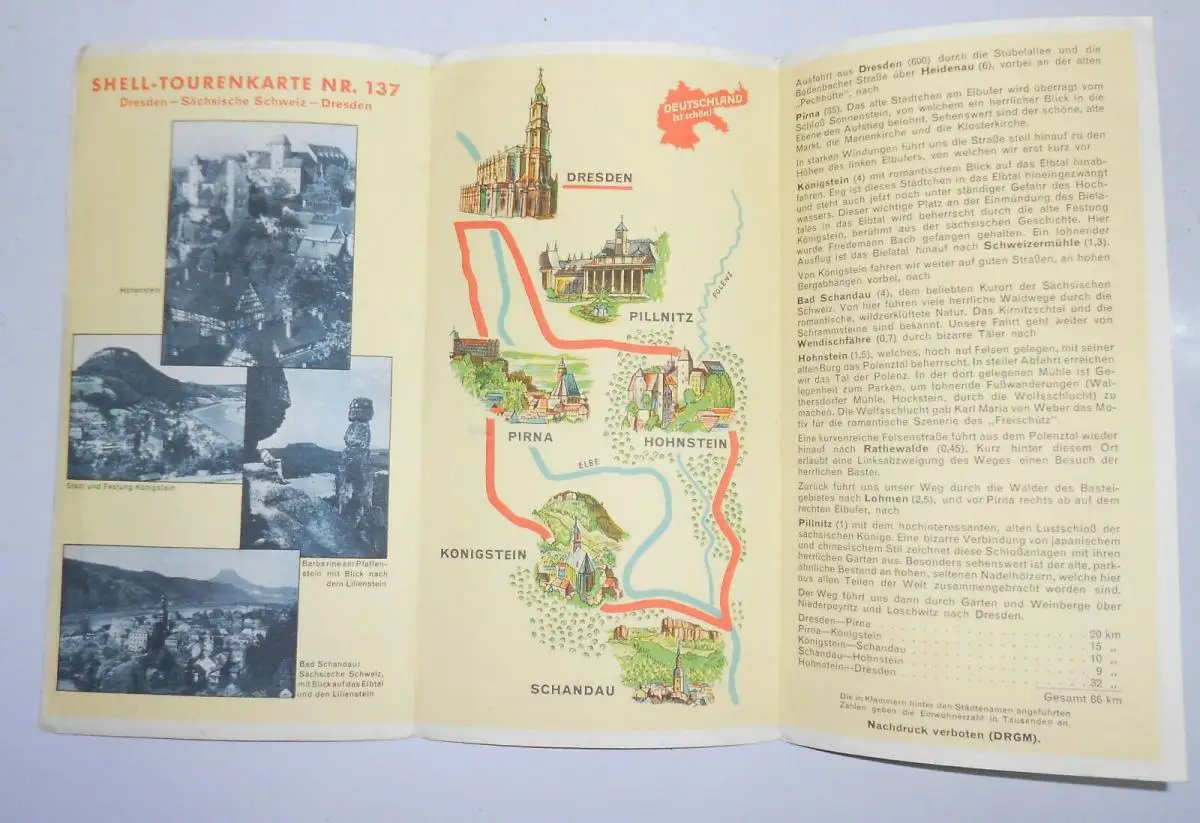 SHELL-TOURENKARTE NR. 137
Dresden—Sächsische Schweiz—Dresden
Hohenstein
Stadt und Festung Königstein
Barbarine am Pfaffen-
stein mit Blick nach
dem Lilienstein
Bad Schandau:
Sächsische Schweiz,
mit Blick auf das Elbtal
und den Lilienstein
DEUTSCHLAND
ist schön!
DRESDEN
PILLNITZ
POLENZ
PIRNA
HOHNSTEIN
ELBE
KONIGSTEIN
SCHANDAU
Ausfahrt aus Dresden (600) durch die Stübelallee und die
Bodenbacher Straße über Heidenau (6), vorbei an der alten
„Pechhütte“, nach
Pirna (35). Das alte Städtchen am Elbufer wird überragt vom
Schloß Sonnenstein, von welchem ein herrlicher Blick in die
Ebene den Aufstieg belohnt. Sehenswert sind der schöne, alte
Markt, die Marienkirche und die Klosterkirche.
In starken Windungen führt uns die Straße steil hinauf zu den
Höhen des linken Elbufers, von welchen wir erst kurz vor
Königstein (4) mit romantischem Blick auf das Elbtal hinab-
fahren. Eng ist dieses Städtchen in das Elbtal hineingezwängt
und steht auch jetzt noch unter ständiger Gefahr des Hoch-
wassers. Dieser wichtige Platz an der Einmündung des Biela-
tales in das Elbtal wird beherrscht durch die alte Festung
Königstein, berühmt aus der sächsischen Geschichte. Hier
wurde Friedemann Bach gefangen gehalten. Ein lohnender
Ausflug ist das Bielatal hinauf nach Schweizermühle (1,3).
Von Königstein fahren wir weiter auf guten Straßen, an hohen
Bergabhängen vorbei, nach
Bad Schandau (4), dem beliebten Kurort der Sächsischen
Schweiz. Von hier führen viele herrliche Waldwege durch die
romantische, wildzerklüftete Natur. Das Kirnitzschtal und die
Schrammsteine sind bekannt. Unsere Fahrt geht weiter von
Wendischfähre (0,7) durch bizarre Täler nach
Hohnstein (1,5), welches, hoch auf Felsen gelegen, mit seiner
alten Burg das Polenztal beherrscht. In steiler Abfahrt erreichen
wir das Tal der Polenz. In der dort gelegenen Mühle ist Ge-
legenheit zum Parken, um lohnende Fußwanderungen (Wal-
thersdorfer Mühle, Hockstein, durch die Wolfsschlucht) zu
machen. Die Wolfsschlucht gab Karl Maria von Weber das Mo-
tiv für die romantische Szenerie des „Freischütz“.
Eine kurvenreiche Felsenstraße führt aus dem Polenztal wieder
hinauf nach Rathewalde (0,45). Kurz hinter diesem Ort
erlaubt eine Linksabzweigung des Weges einen Besuch der
herrlichen Bastei.
Zurück führt uns unser Weg durch die Wälder des Bastei-
gebietes nach Lohmen (2,5), und vor Pirna rechts ab auf dem
rechten Elbufer, nach
Pillnitz (1) mit dem hochinteressanten, alten Lustschloß der
sächsischen Könige. Eine bizarre Verbindung von japanischem
und chinesischem Stil zeichnet diese Schloßanlagen mit ihren
herrlichen Gärten aus. Besonders sehenswert ist der alte, park-
ähnliche Bestand an hohen, seltenen Nadelhölzern, welche hier
aus allen Teilen der Welt zusammengebracht worden sind.
Der Weg führt uns dann durch Gärten und Weinberge über
Niederpoyritz und Loschwitz nach Dresden.
Dresden—Pirna . . . . . . . . . . 20 km
Pirna—Königstein . . . . . . . . . . 15 „
Königstein—Schandau . . . . . . . . . . 10 „
Schandau—Hohnstein . . . . . . . . . . 9 „
Hohnstein—Dresden . . . . . . . . . . 32 „
Gesamt 86 km
Die in Klammern hinter den Städtenamen angeführten
Zahlen geben die Einwohnerzahl in Tausenden an.
Nachdruck verboten (DRGM).